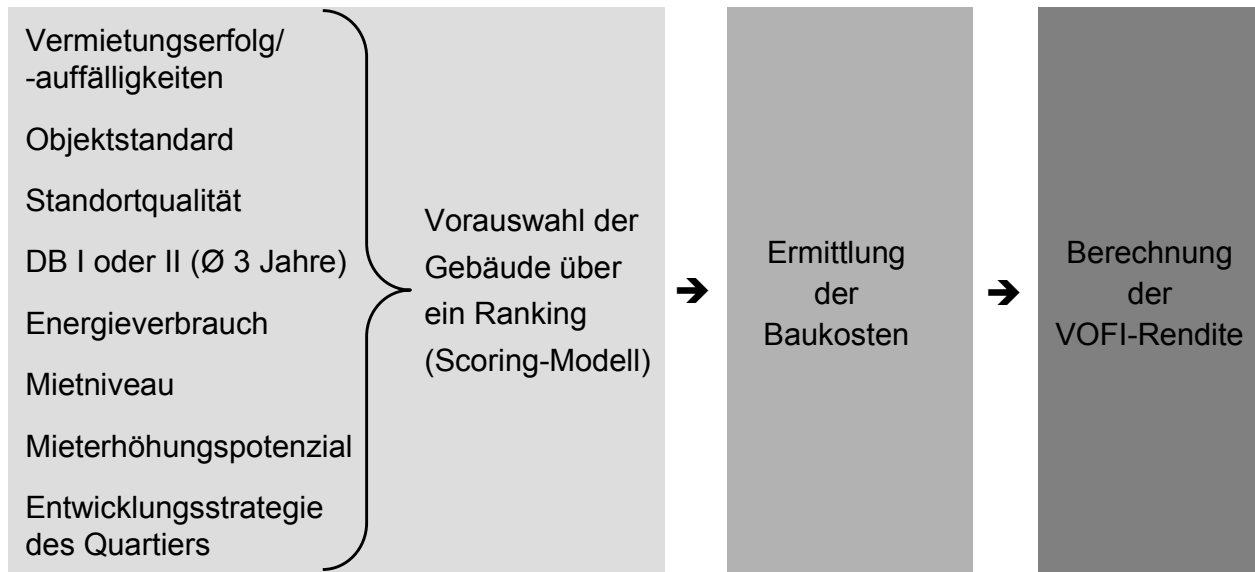 Vermietungserfolg/
-auffälligkeiten
Objektstandard
Standortqualität
DB I oder II (Ø 3 Jahre)
Energieverbrauch
Mietniveau
Mieterhöhungspotenzial
Entwicklungsstrategie
des Quartiers
Vorauswahl der
Gebäude über
ein Ranking
(Scoring-Modell)
➔
Ermittlung
der
Baukosten
➔
Berechnung
der
VOFI-Rendite